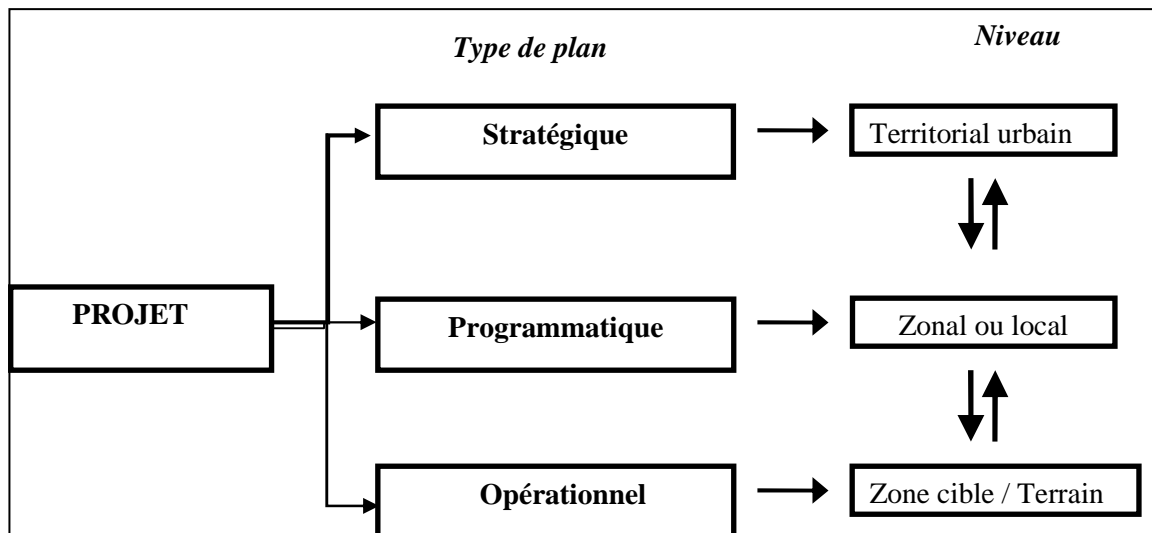 Type de plan
Niveau
Stratégique
Territorial urbain
PROJET
Programmatique
Zonal ou local
Opérationnel
Zone cible / Terrain